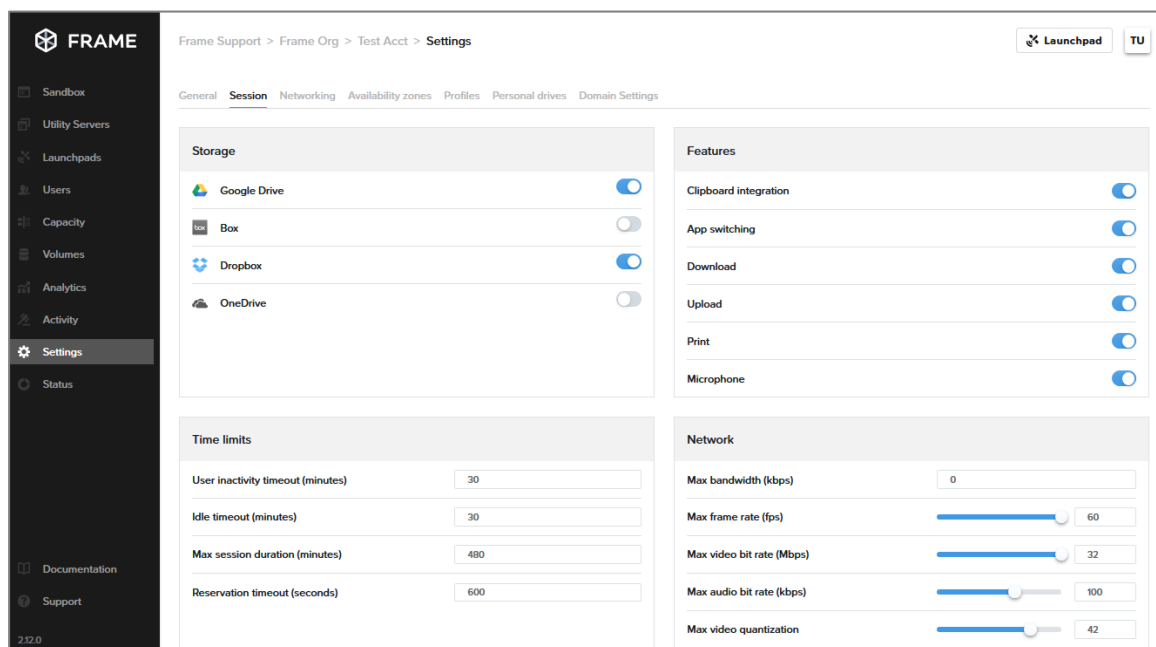 FRAME
Frame Support > Frame Org > Test Acct > Settings
Launchpad
TU
Sandbox
Utility Servers
Launchpads
Users
Capacity
Volumes
Analytics
Activity
Settings
Status
Documentation
Support
2.12.0
General Session Networking Availability zones Profiles Personal drives Domain Settings
Storage
Google Drive
box Box
Dropbox
OneDrive
Features
Clipboard integration
App switching
Download
Upload
Print
Microphone
Time limits
User inactivity timeout (minutes) 30
Idle timeout (minutes) 30
Max session duration (minutes) 480
Reservation timeout (seconds) 600
Network
Max bandwidth (kbps) 0
Max frame rate (fps) 60
Max video bit rate (Mbps) 32
Max audio bit rate (kbps) 100
Max video quantization 42